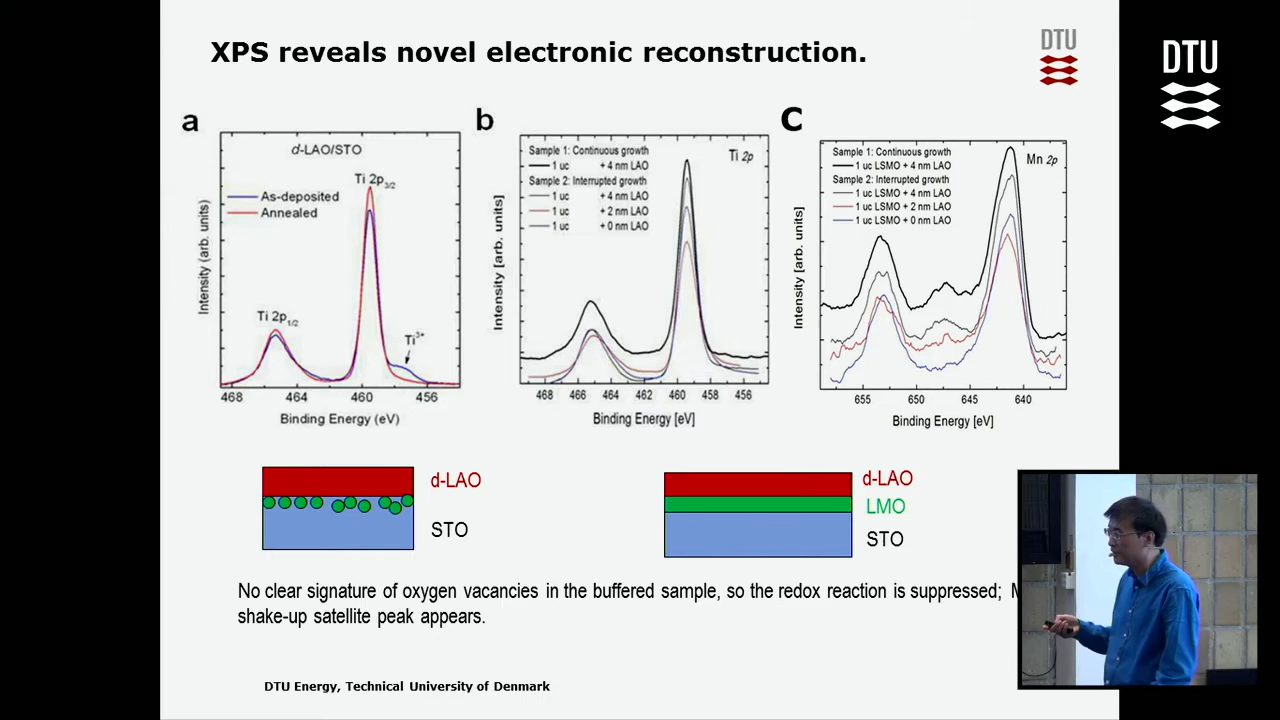 XPS reveals novel electronic reconstruction.
DTU
DTU
a
d-LAO/STO
Ti 2p3/2
As-deposited
Annealed
Ti 2p1/2
Ti3+
Intensity (arb. units)
468 464 460 456
Binding Energy (eV)
b
Sample 1: Continuous growth
1 uc + 4 nm LAO
Sample 2: Interrupted growth
1 uc + 4 nm LAO
1 uc + 2 nm LAO
1 uc + 0 nm LAO
Ti 2p
Intensity [arb. units]
468 466 464 462 460 458 456
Binding Energy [eV]
C
Sample 1: Continuous growth
1 uc LSMO + 4 nm LAO
Sample 2: Interrupted growth
1 uc LSMO + 4 nm LAO
1 uc LSMO + 2 nm LAO
1 uc LSMO + 0 nm LAO
Mn 2p
Intensity [arb. units]
655 650 645 640
Binding Energy [eV]
d-LAO
STO
d-LAO
LMO
STO
No clear signature of oxygen vacancies in the buffered sample, so the redox reaction is suppressed;
shake-up satellite peak appears.
DTU Energy, Technical University of Denmark